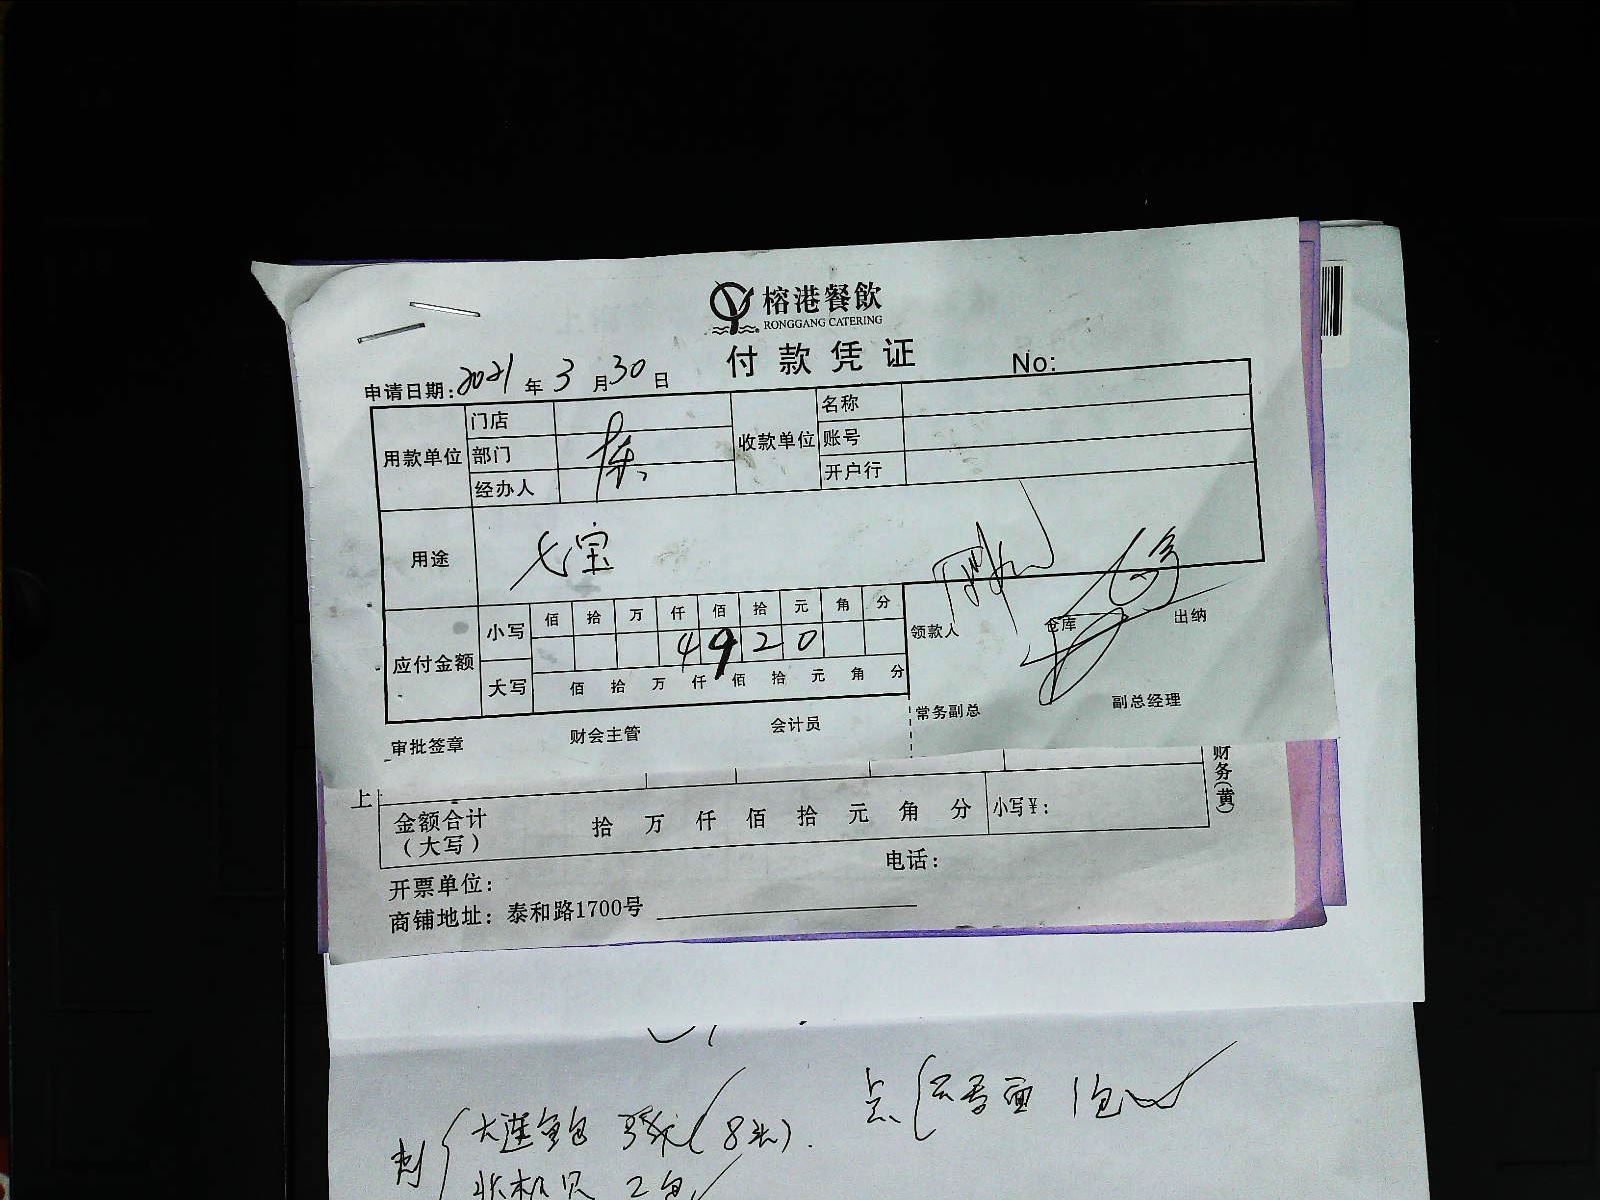 榕港餐飲
RONGGANG CATERING
付款凭证
No:
申请日期: 2021 年 3 月 30 日
用款单位 门店 收款单位 名称
部门 账号
经办人 开户行
用途 七宝
应付金额 小写 佰 拾 万 仟 佰 拾 元 角 分
4 9 2 0
大写 佰 拾 万 仟 佰 拾 元 角 分
领款人 仓库 出纳
审批签章 财会主管 会计员 常务副总 副总经理
财务(黄)
上
金额合计(大写) 拾 万 仟 佰 拾 元 角 分 小写¥:
开票单位: 电话:
商铺地址: 泰和路1700号
点 1包
大连鲍 (8头)
2包